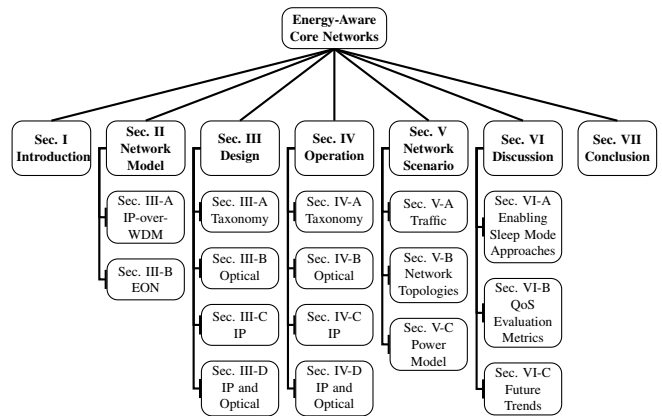 Energy-Aware
Core Networks
Sec. I
Introduction
Sec. II
Network
Model
Sec. III
Design
Sec. IV
Operation
Sec. V
Network
Scenario
Sec. VI
Discussion
Sec. VII
Conclusion
Sec. III-A
IP-over-
WDM
Sec. III-B
EON
Sec. III-A
Taxonomy
Sec. III-B
Optical
Sec. III-C
IP
Sec. III-D
IP and
Optical
Sec. IV-A
Taxonomy
Sec. IV-B
Optical
Sec. IV-C
IP
Sec. IV-D
IP and
Optical
Sec. V-A
Traffic
Sec. V-B
Network
Topologies
Sec. V-C
Power
Model
Sec. VI-A
Enabling
Sleep Mode
Approaches
Sec. VI-B
QoS
Evaluation
Metrics
Sec. VI-C
Future
Trends